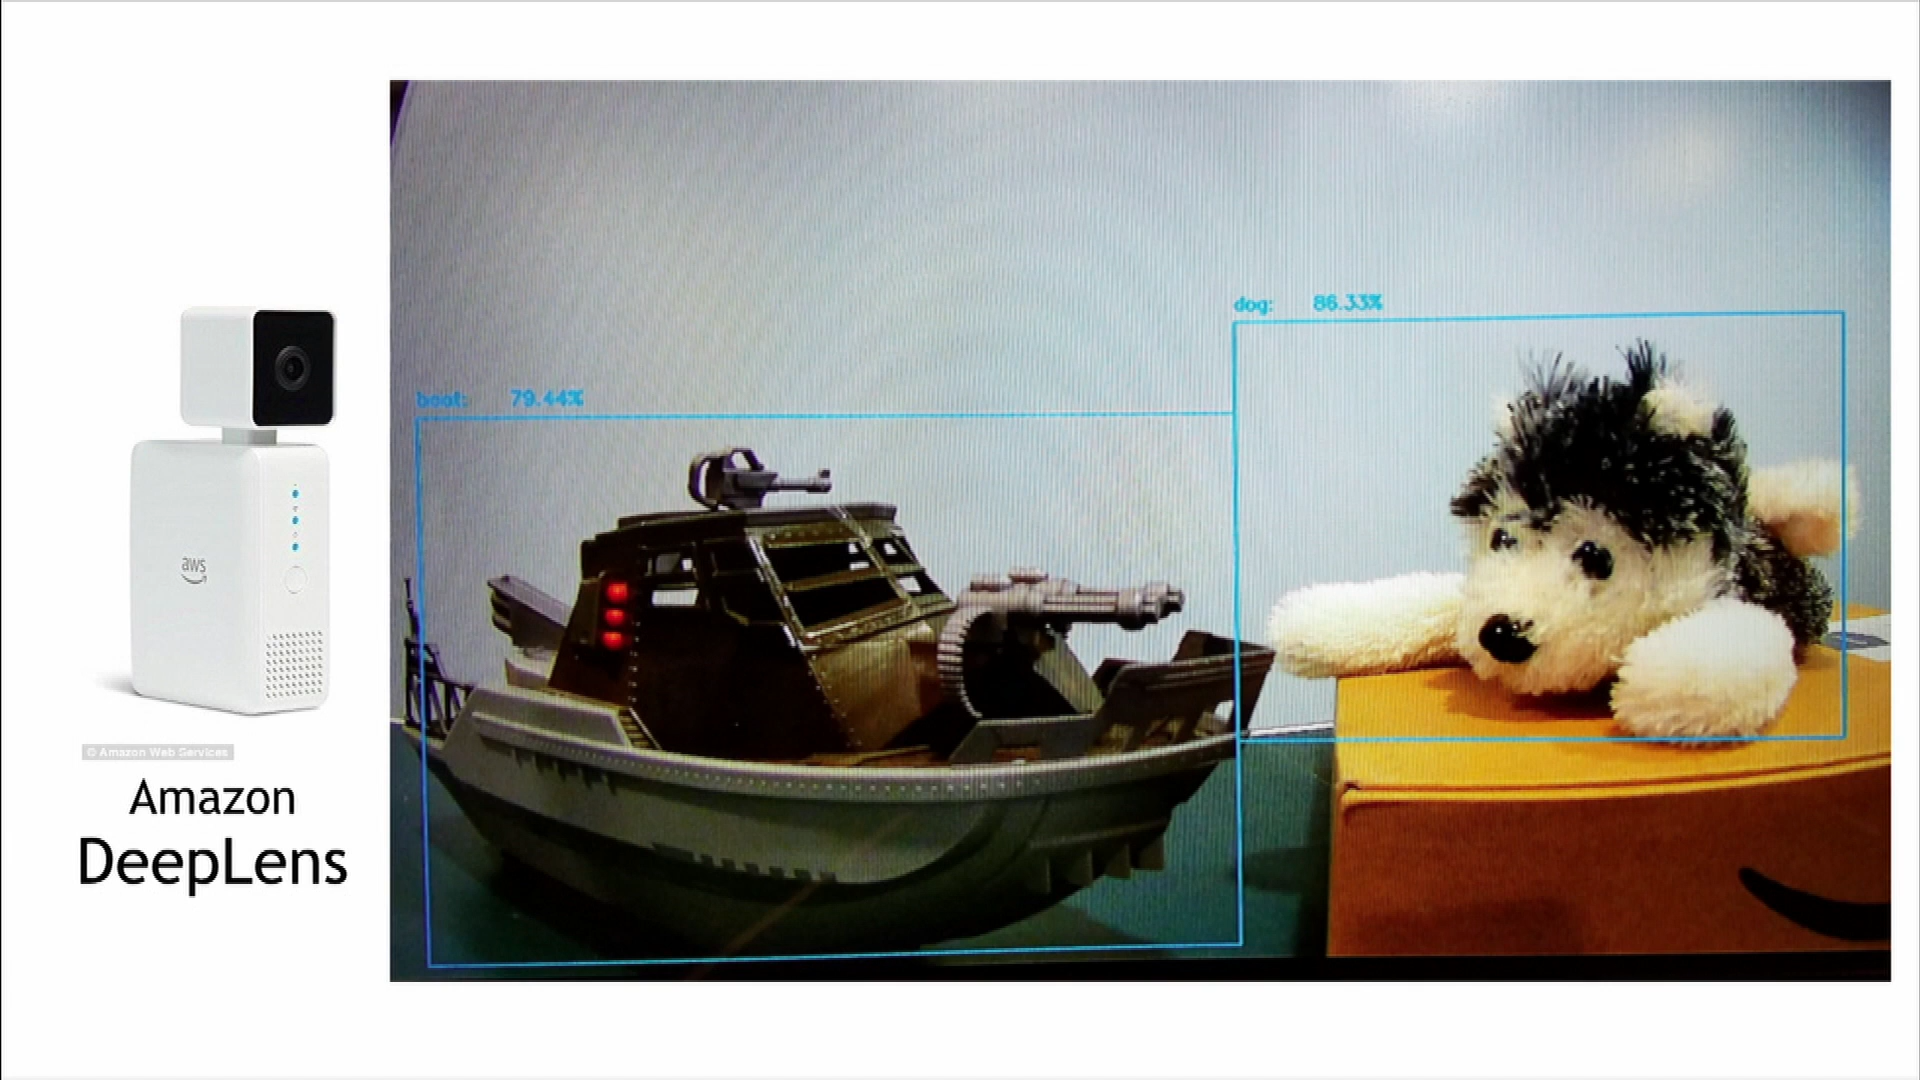 dog: 86.33%
boat: 79.44%
aws
© Amazon Web Services
Amazon
DeepLens